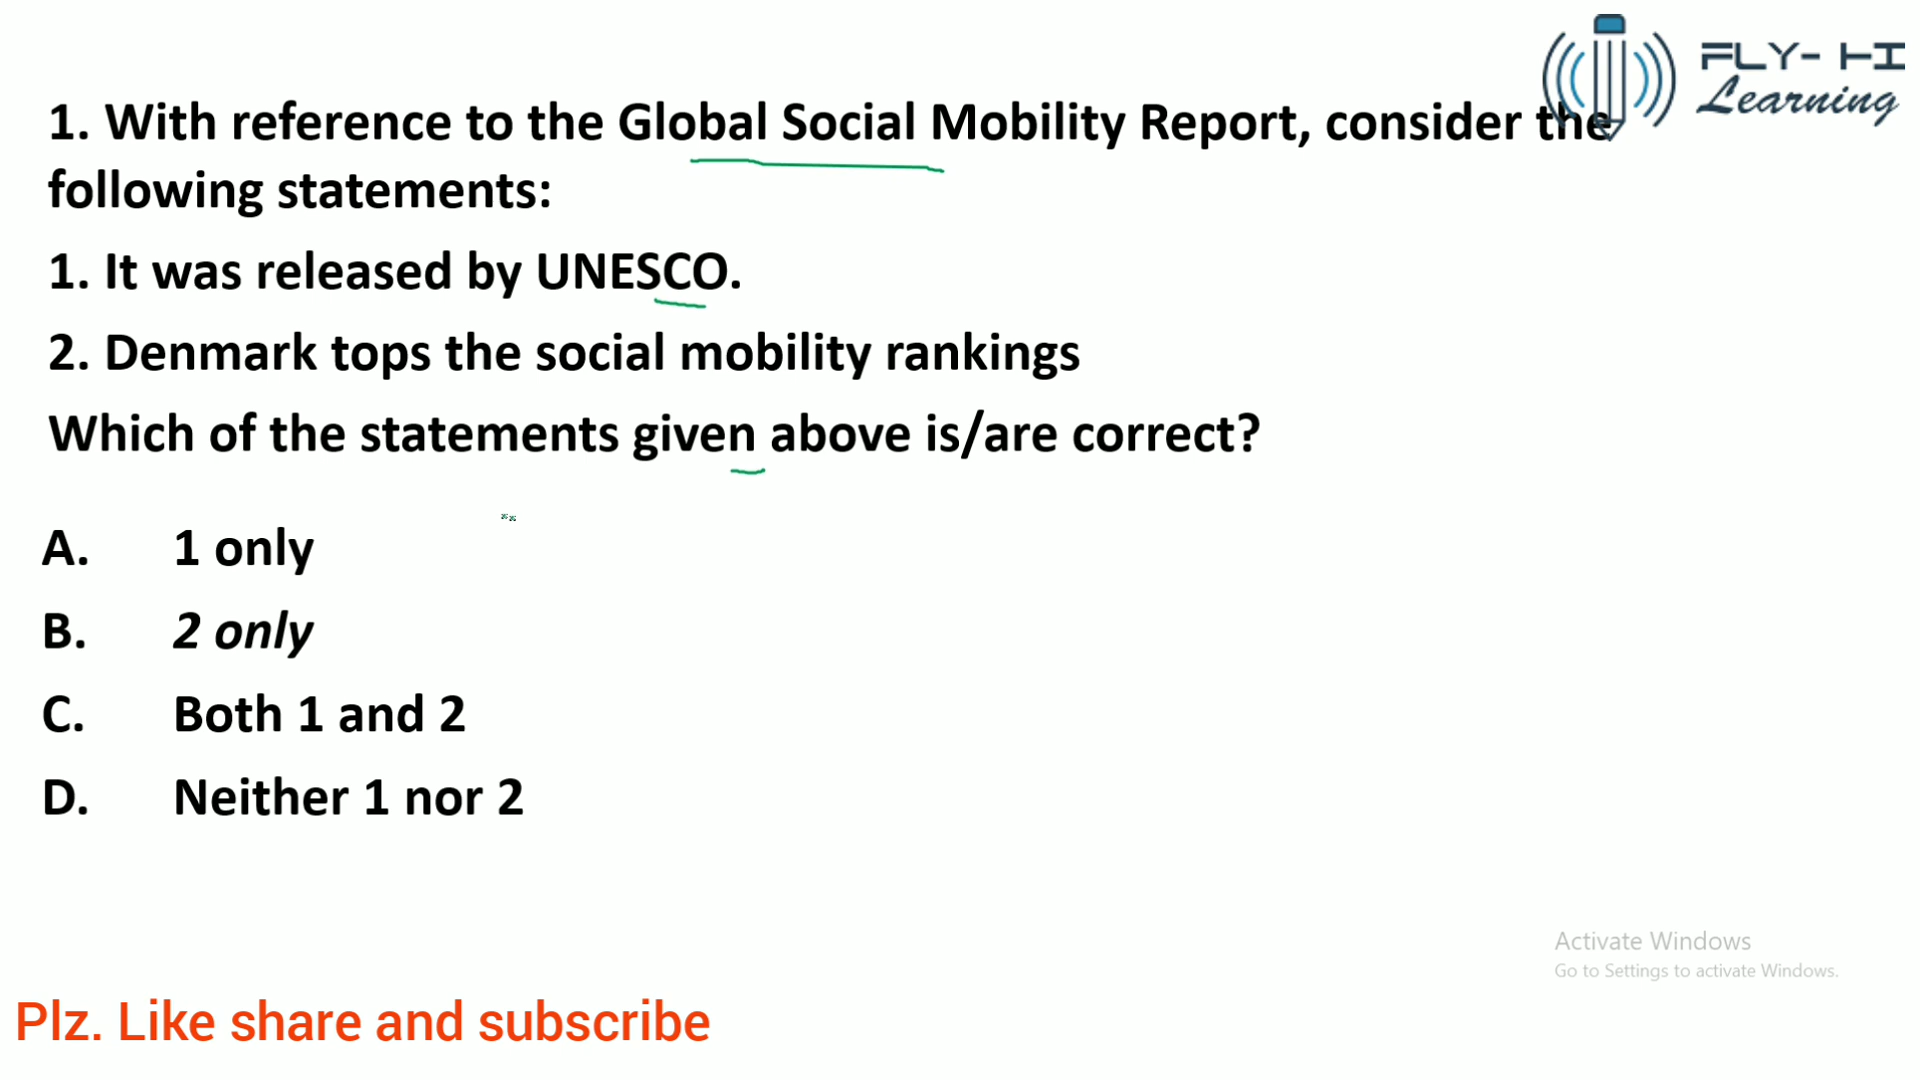 FLY- HI
Learning
1. With reference to the Global Social Mobility Report, consider the
following statements:
1. It was released by UNESCO.
2. Denmark tops the social mobility rankings
Which of the statements given above is/are correct?
A. 1 only
B. 2 only
C. Both 1 and 2
D. Neither 1 nor 2
Activate Windows
Go to Settings to activate Windows.
Plz. Like share and subscribe